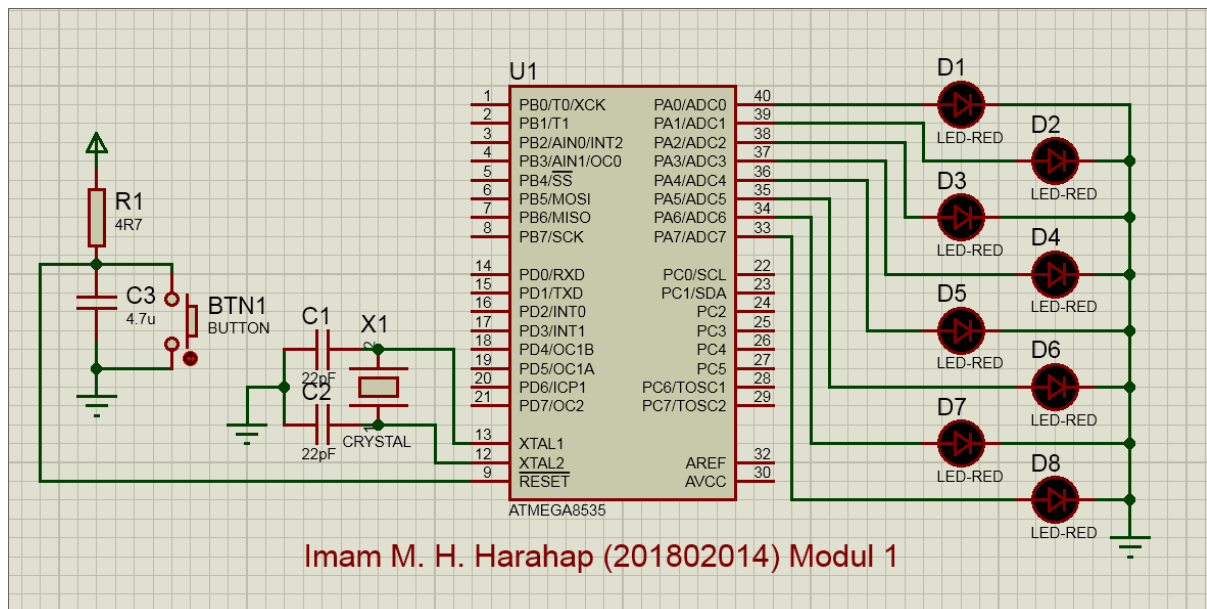 U1
1 PB0/T0/XCK PA0/ADC0 40
2 PB1/T1 PA1/ADC1 39
3 PB2/AIN0/INT2 PA2/ADC2 38
4 PB3/AIN1/OC0 PA3/ADC3 37
5 PB4/SS PA4/ADC4 36
6 PB5/MOSI PA5/ADC5 35
7 PB6/MISO PA6/ADC6 34
8 PB7/SCK PA7/ADC7 33
14 PD0/RXD PC0/SCL 22
15 PD1/TXD PC1/SDA 23
16 PD2/INT0 PC2 24
17 PD3/INT1 PC3 25
18 PD4/OC1B PC4 26
19 PD5/OC1A PC5 27
20 PD6/ICP1 PC6/TOSC1 28
21 PD7/OC2 PC7/TOSC2 29
13 XTAL1
12 XTAL2 AREF 32
9 RESET AVCC 30
ATMEGA8535
R1
4R7
C3
4.7u
BTN1
BUTTON
C1
22pF
C2
22pF
X1
2
1
CRYSTAL
D1
LED-RED
D2
LED-RED
D3
LED-RED
D4
LED-RED
D5
LED-RED
D6
LED-RED
D7
LED-RED
D8
LED-RED
Imam M. H. Harahap (201802014) Modul 1